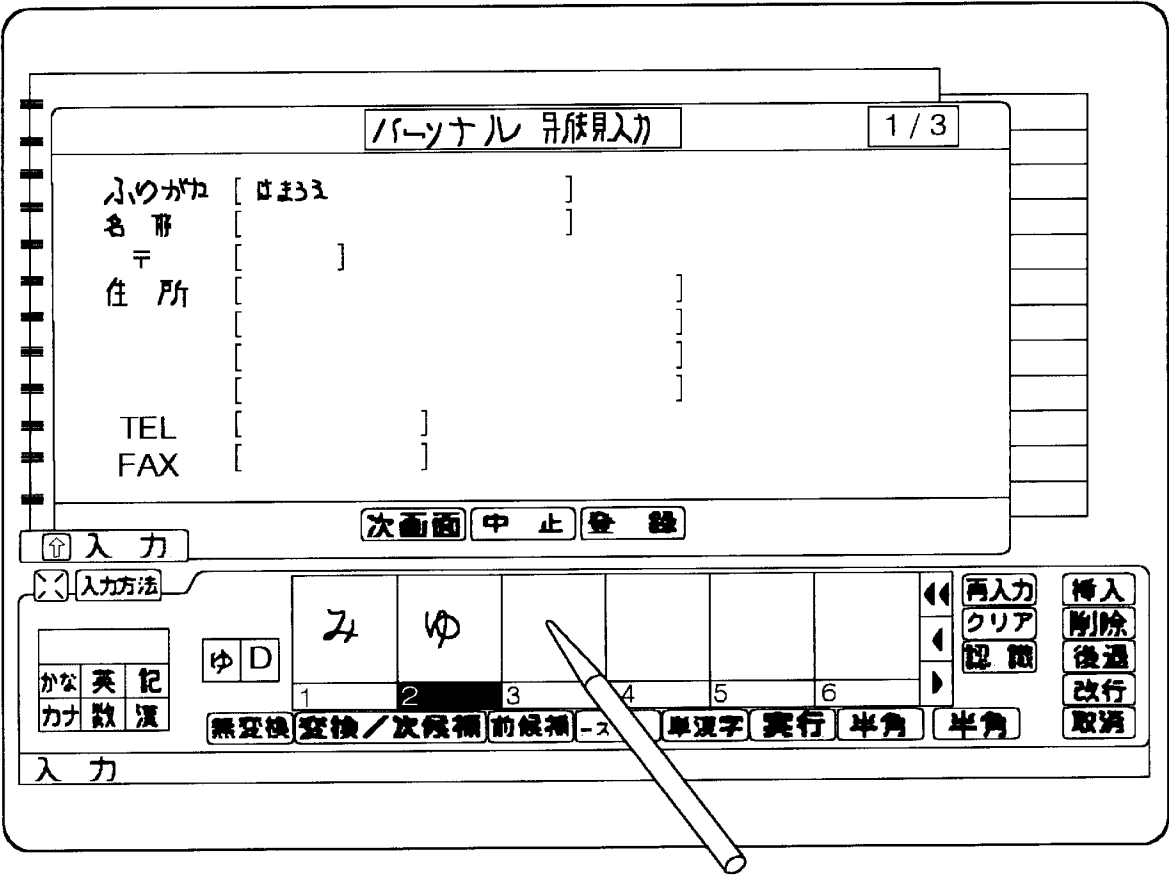 パーソナル 新規入力 1/3
ふりがな [ はまろえ ]
名 称 [ ]
〒 [ ]
住 所 [ ]
[ ]
[ ]
[ ]
TEL [ ]
FAX [ ]
次画面 中 止 登 録
入 力
入力方法
み ゆ
再入力 挿入
クリア 削除
認 識 後退
改行
取消
ゆ D
かな 英 記
カナ 数 漢
1 2 3 4 5 6
無変換 変換/次候補 前候補 単漢字 実行 半角 半角
入 力